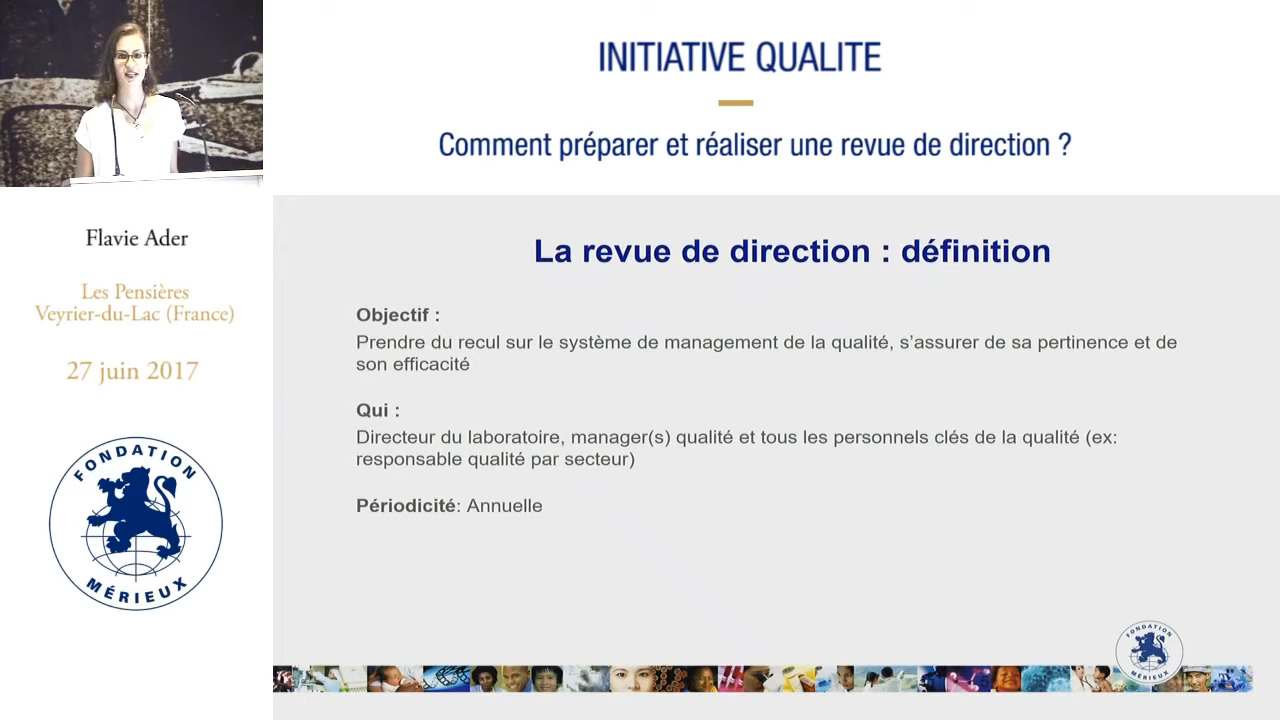 INITIATIVE QUALITE
Comment préparer et réaliser une revue de direction ?
Flavie Ader
Les Pensières
Veyrier-du-Lac (France)
27 juin 2017
FONDATION
MÉRIEUX
La revue de direction : définition
Objectif :
Prendre du recul sur le système de management de la qualité, s’assurer de sa pertinence et de
son efficacité
Qui :
Directeur du laboratoire, manager(s) qualité et tous les personnels clés de la qualité (ex:
responsable qualité par secteur)
Périodicité: Annuelle
FONDATION
MÉRIEUX